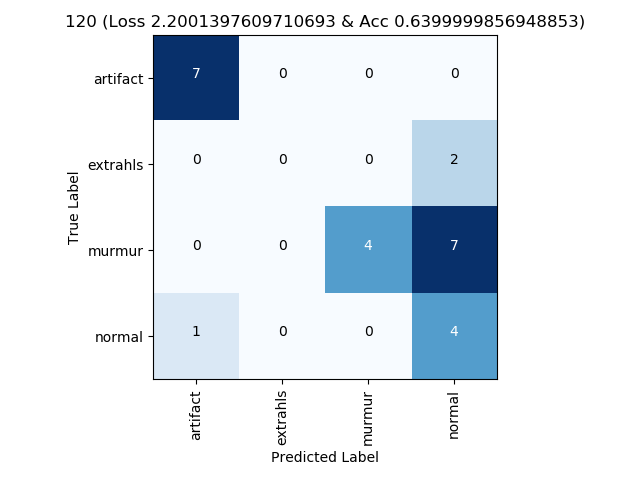 120 (Loss 2.2001397609710693 & Acc 0.6399999856948853)
artifact 7 0 0 0
extrahls 0 0 0 2
murmur 0 0 4 7
normal 1 0 0 4
True Label
artifact extrahls murmur normal
Predicted Label